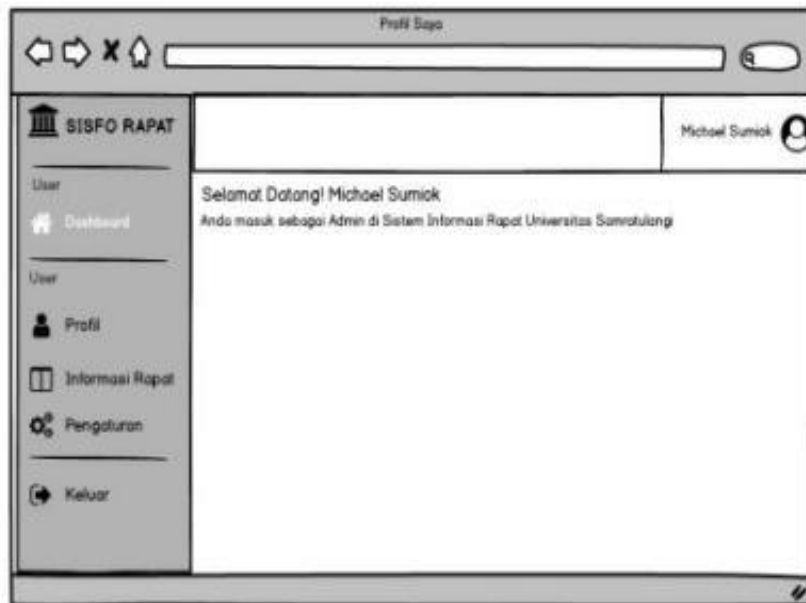 Profil Saya
SISFO RAPAT
Michael Sumiok
User
Dashboard
User
Profil
Informasi Rapat
Pengaturan
Keluar
Selamat Datang! Michael Sumiok
Anda masuk sebagai Admin di Sistem Informasi Rapat Universitas Samratulangi